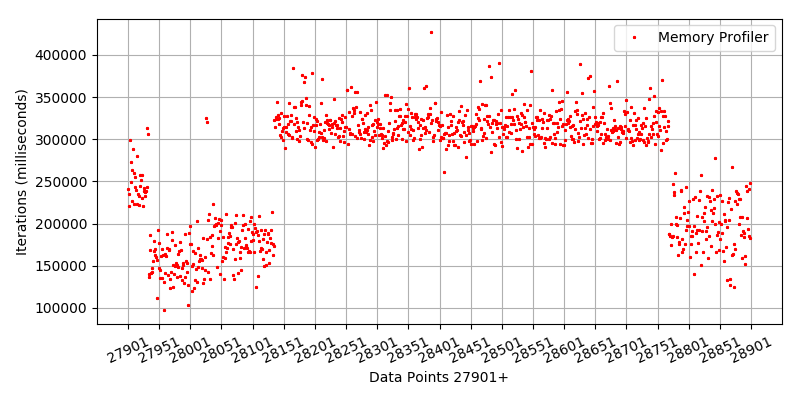 Memory Profiler
400000
350000
300000
250000
200000
150000
100000
Iterations (milliseconds)
27901 27951 28001 28051 28101 28151 28201 28251 28301 28351 28401 28451 28501 28551 28601 28651 28701 28751 28801 28851 28901
Data Points 27901+